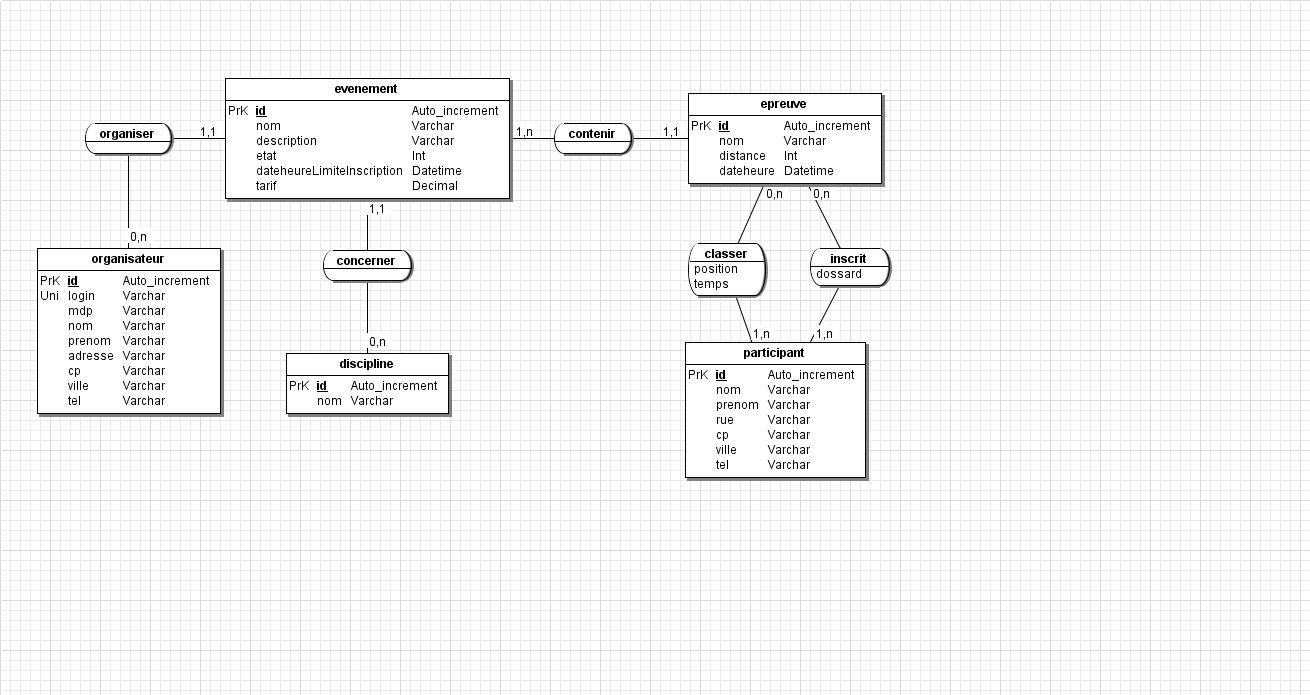 evenement
PrK id Auto_increment
nom Varchar
description Varchar
etat Int
dateheureLimiteInscription Datetime
tarif Decimal
organiser
1,1
0,n
1,n
contenir
1,1
epreuve
PrK id Auto_increment
nom Varchar
distance Int
dateheure Datetime
1,1
concerner
0,n
0,n
0,n
classer
position
temps
inscrit
dossard
1,n
1,n
organisateur
PrK id Auto_increment
Uni login Varchar
mdp Varchar
nom Varchar
prenom Varchar
adresse Varchar
cp Varchar
ville Varchar
tel Varchar
discipline
PrK id Auto_increment
nom Varchar
participant
PrK id Auto_increment
nom Varchar
prenom Varchar
rue Varchar
cp Varchar
ville Varchar
tel Varchar